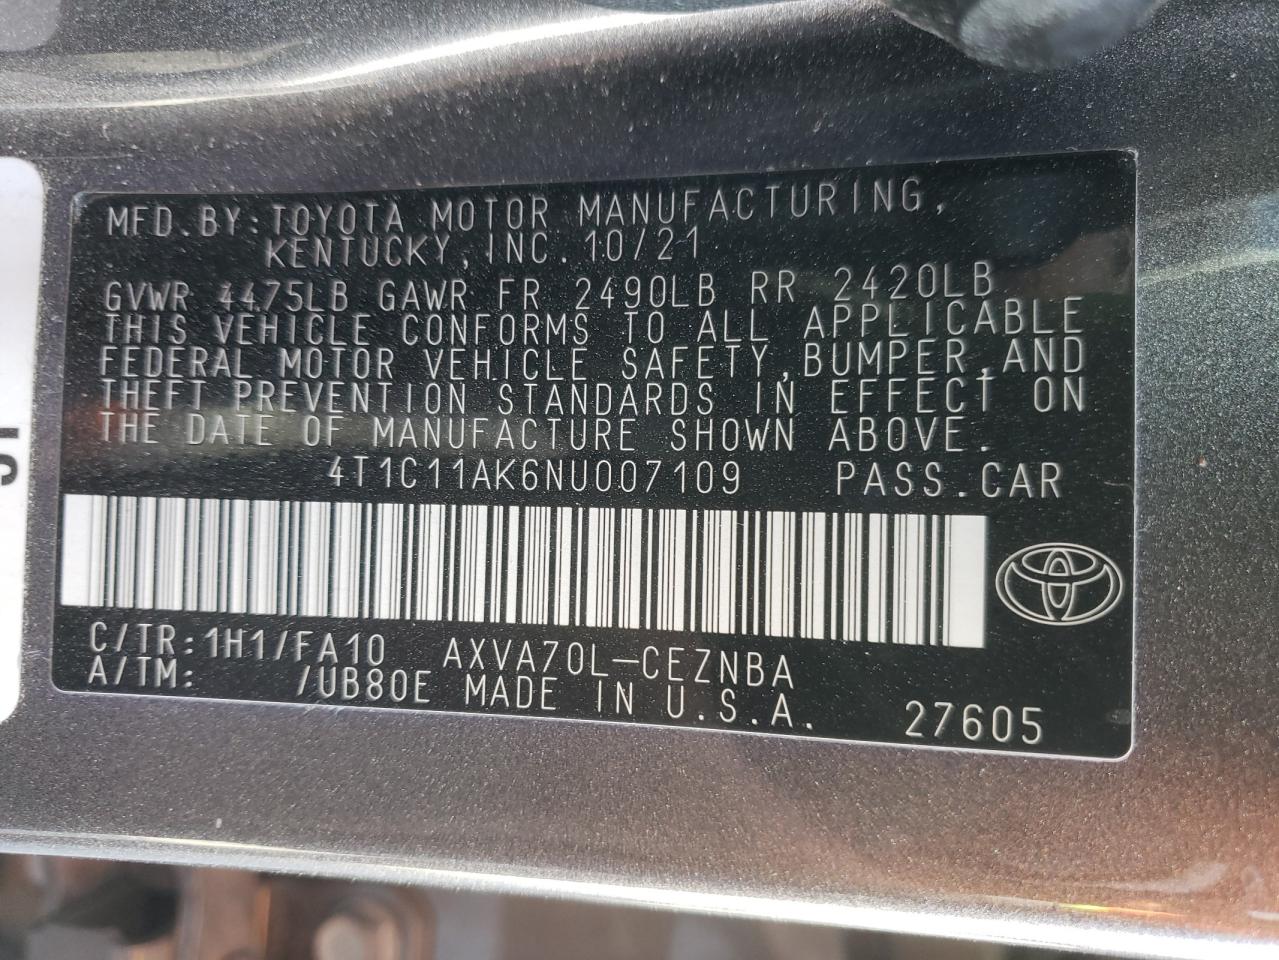 MFD.BY:TOYOTA MOTOR MANUFACTURING,
KENTUCKY,INC.10/21
GVWR 4475LB GAWR FR 2490LB RR 2420LB
THIS VEHICLE CONFORMS TO ALL APPLICABLE
FEDERAL MOTOR VEHICLE SAFETY,BUMPER,AND
THEFT PREVENTION STANDARDS IN EFFECT ON
THE DATE OF MANUFACTURE SHOWN ABOVE.
4T1C11AK6NU007109 PASS.CAR
C/TR:1H1/FA10 AXVA70L-CEZNBA
A/TM: /UB80E MADE IN U.S.A. 27605